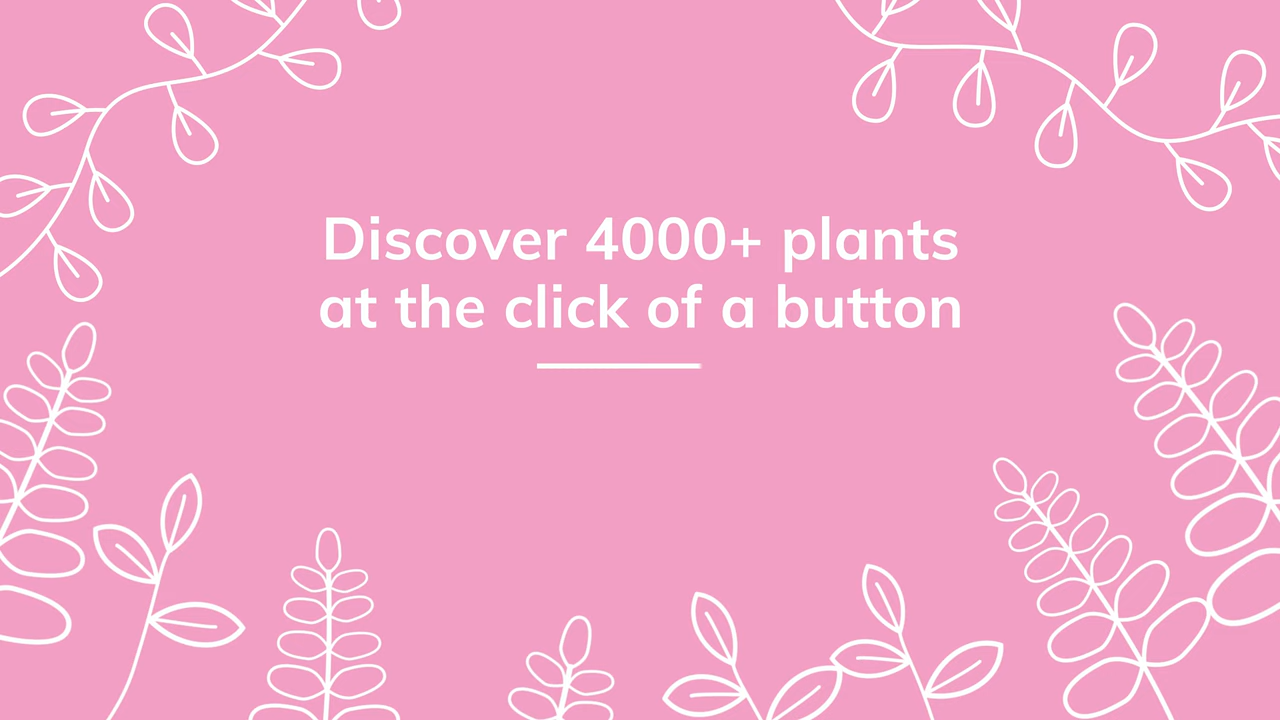 Discover 4000+ plants
at the click of a button